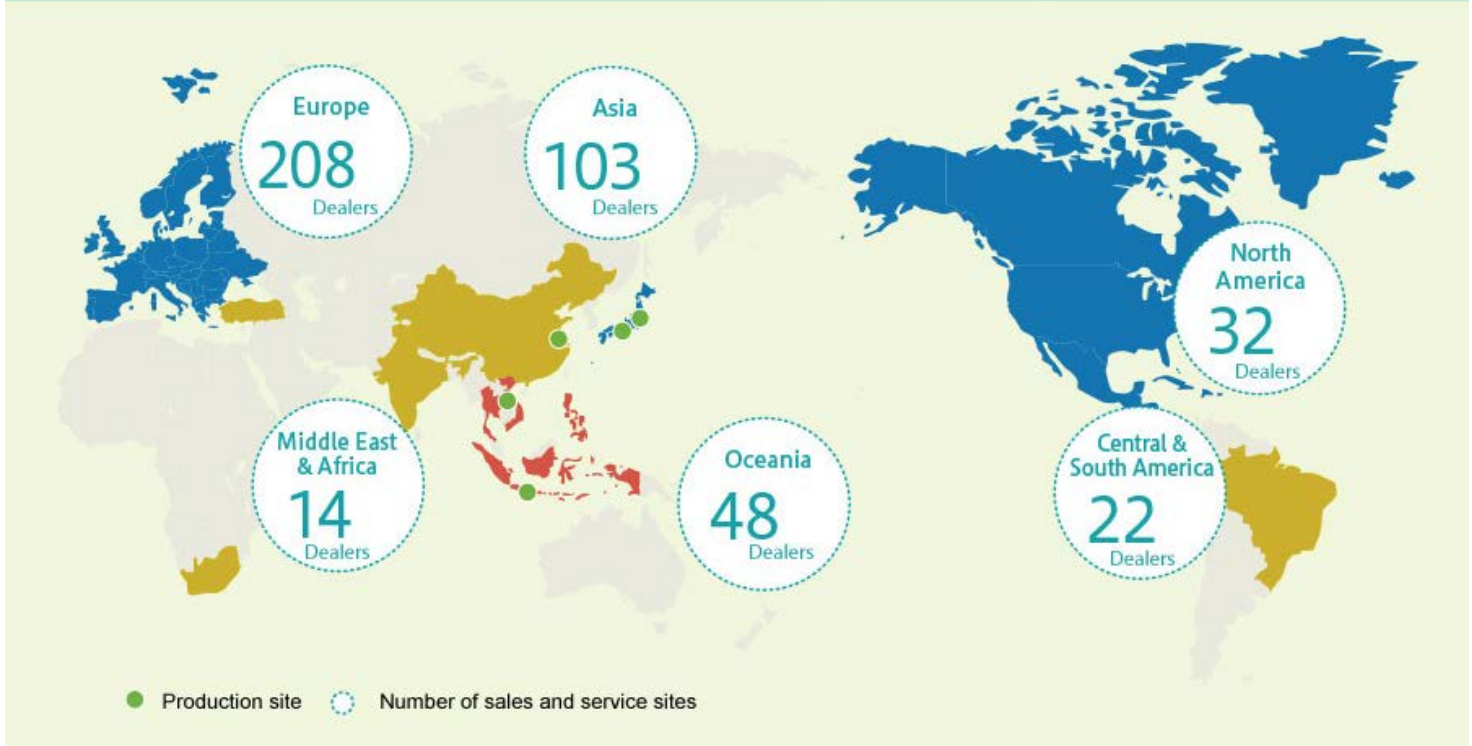 Europe
208
Dealers
Asia
103
Dealers
North
America
32
Dealers
Middle East
& Africa
14
Dealers
Oceania
48
Dealers
Central &
South America
22
Dealers
Production site
Number of sales and service sites